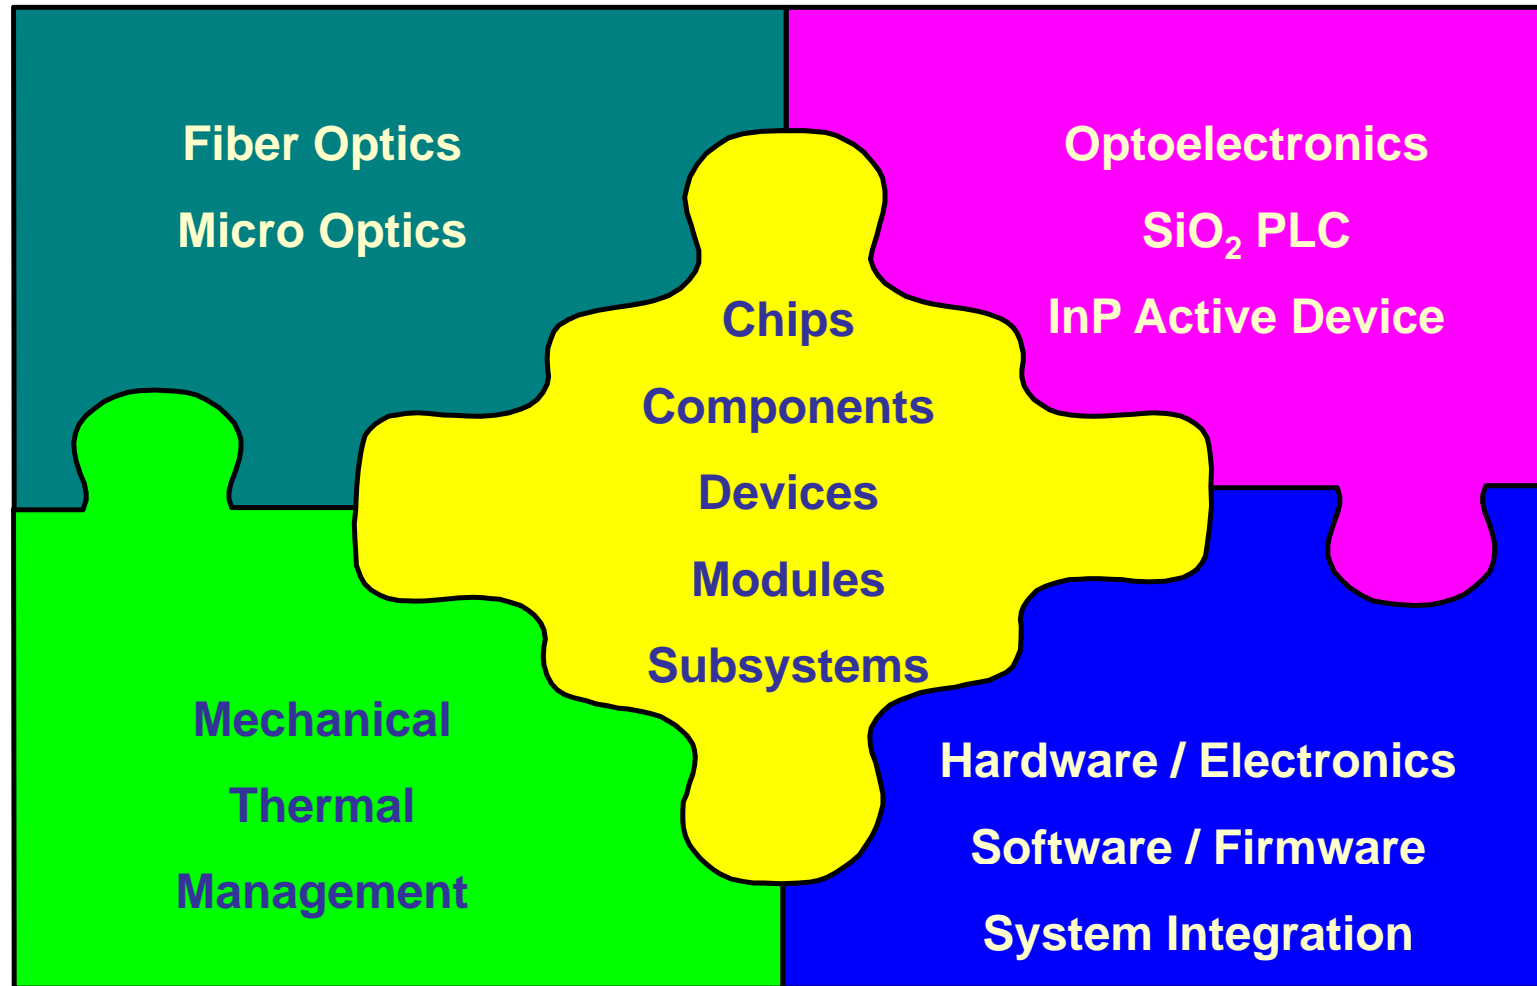 Fiber Optics
Micro Optics
Optoelectronics
SiO₂ PLC
InP Active Device
Chips
Components
Devices
Modules
Subsystems
Mechanical
Thermal
Management
Hardware / Electronics
Software / Firmware
System Integration